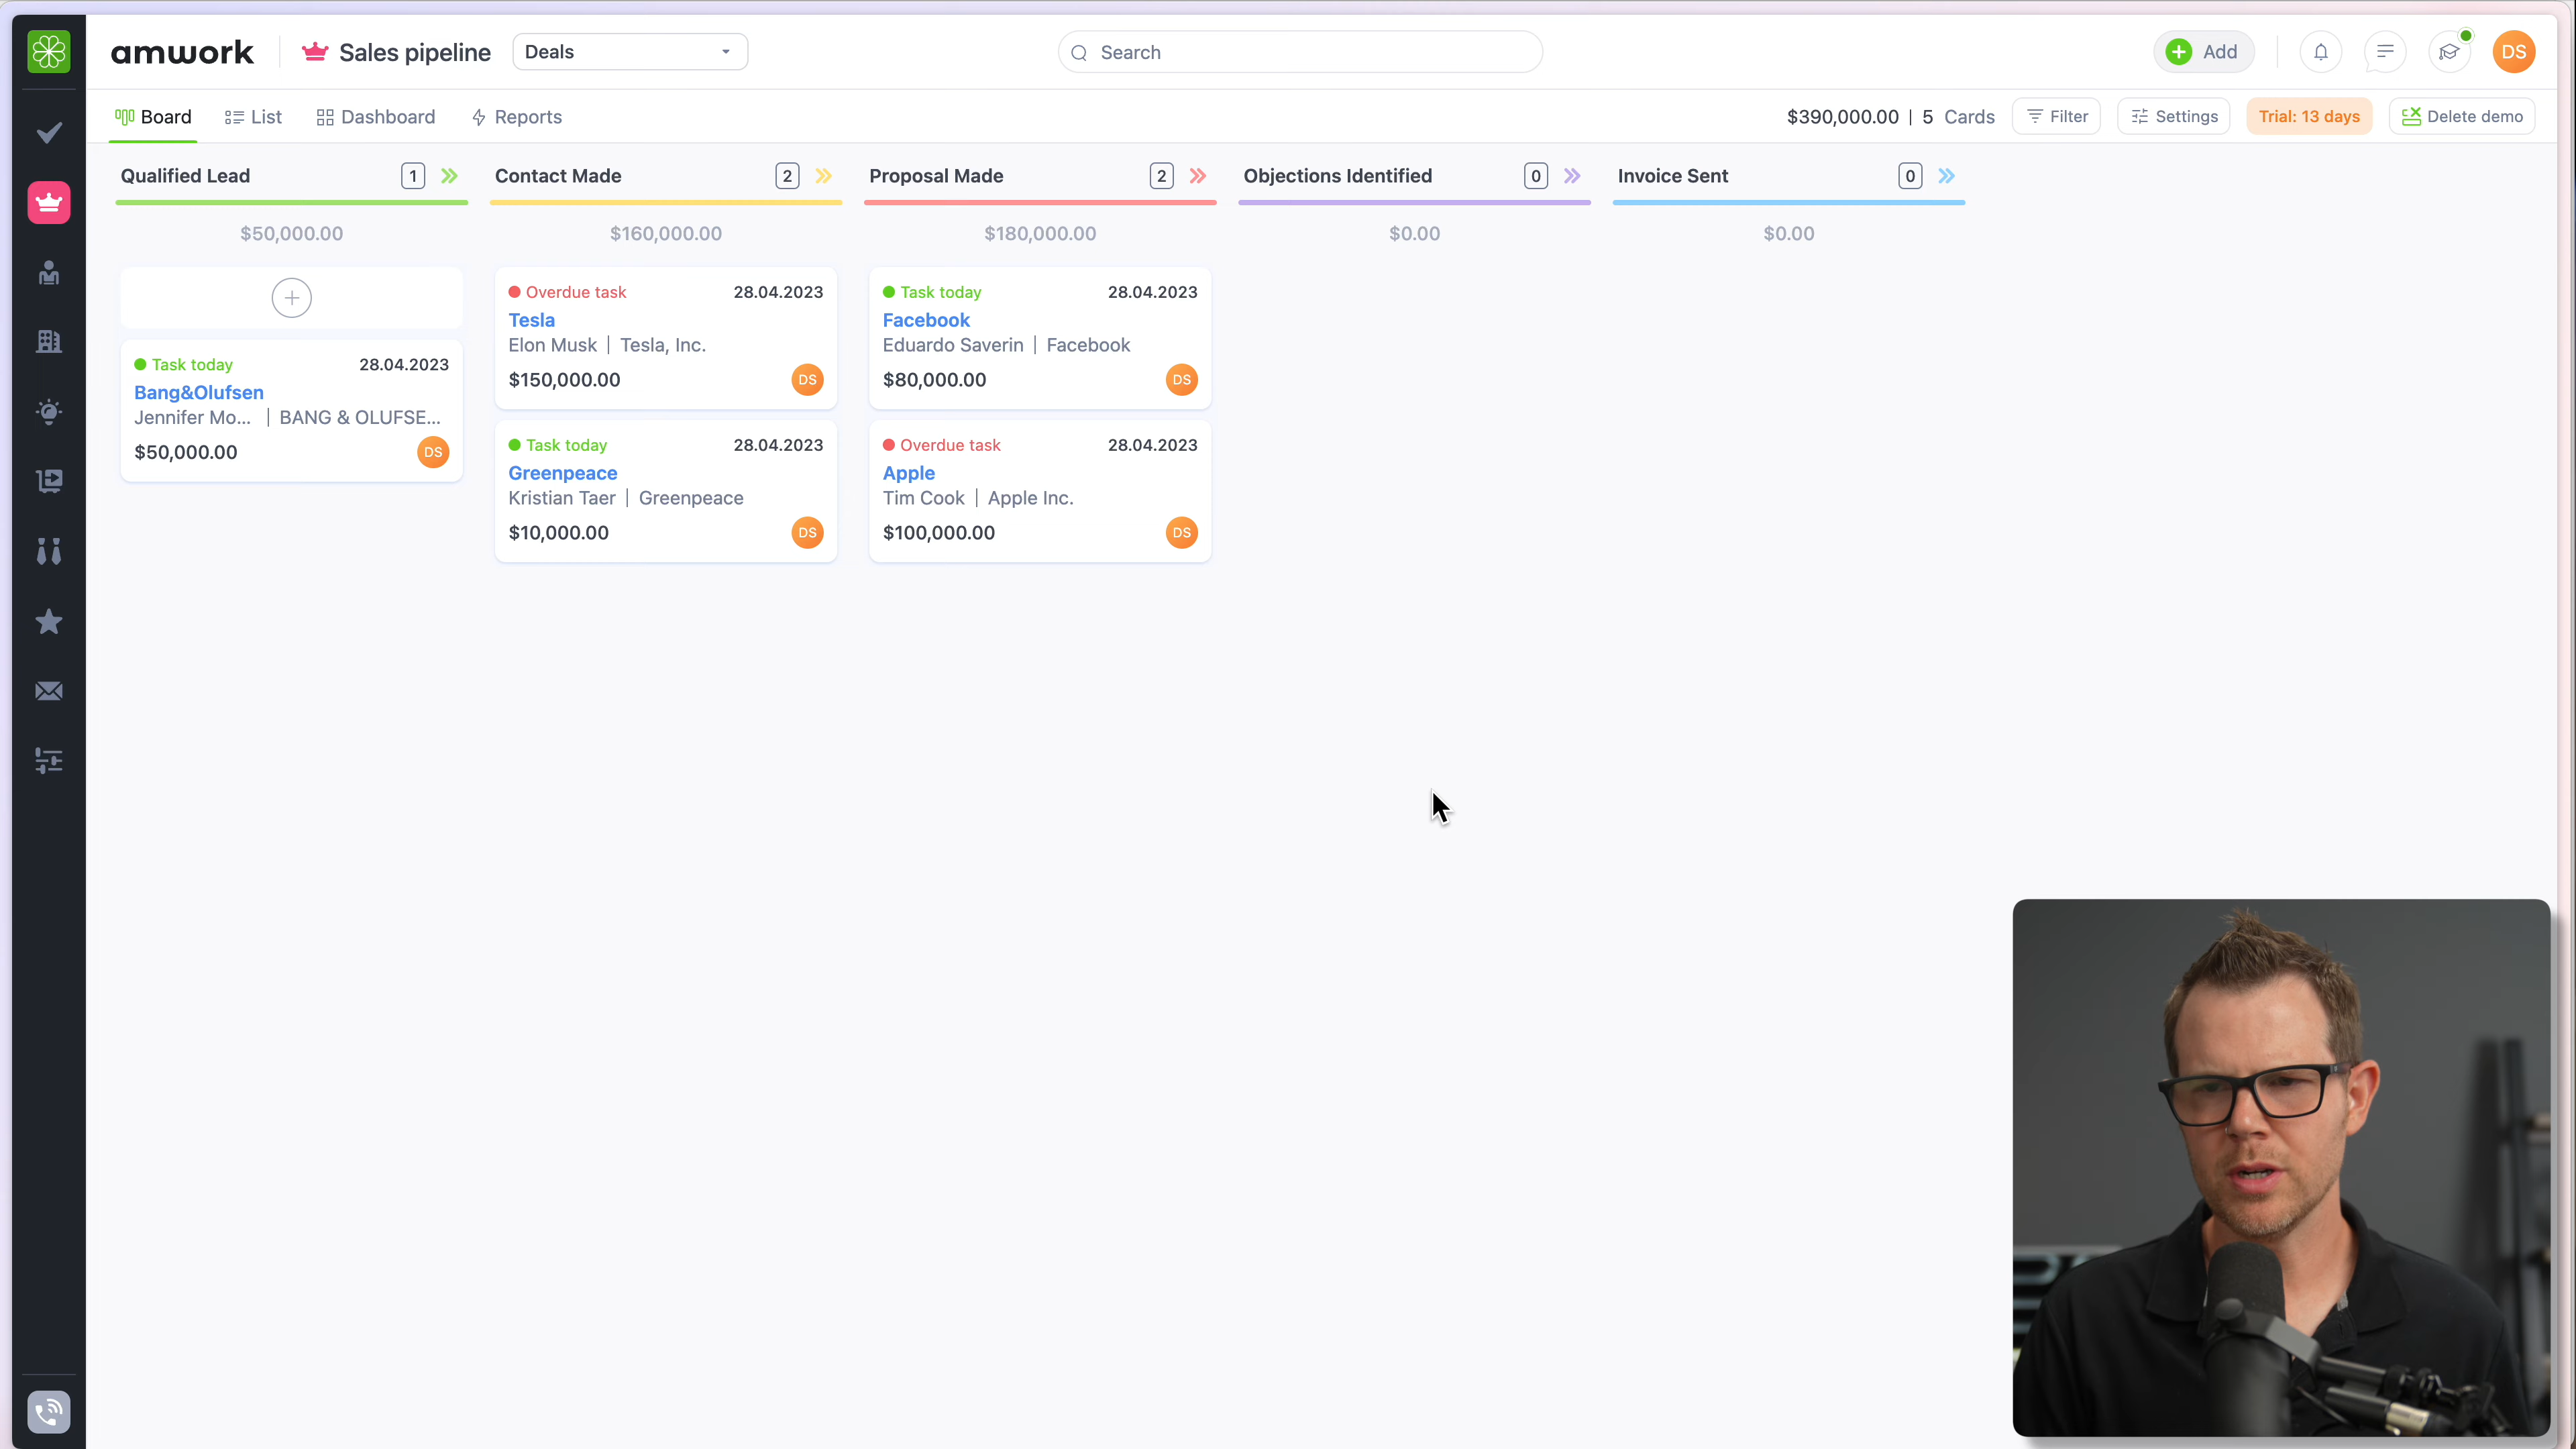 amwork
Sales pipeline
Deals
Search
Add
DS
Board
List
Dashboard
Reports
$390,000.00 | 5 Cards
Filter
Settings
Trial: 13 days
Delete demo
Qualified Lead 1
$50,000.00
Task today 28.04.2023
Bang&Olufsen
Jennifer Mo... | BANG & OLUFSE...
$50,000.00 DS
Contact Made 2
$160,000.00
Overdue task 28.04.2023
Tesla
Elon Musk | Tesla, Inc.
$150,000.00 DS
Task today 28.04.2023
Greenpeace
Kristian Taer | Greenpeace
$10,000.00 DS
Proposal Made 2
$180,000.00
Task today 28.04.2023
Facebook
Eduardo Saverin | Facebook
$80,000.00 DS
Overdue task 28.04.2023
Apple
Tim Cook | Apple Inc.
$100,000.00 DS
Objections Identified 0
$0.00
Invoice Sent 0
$0.00